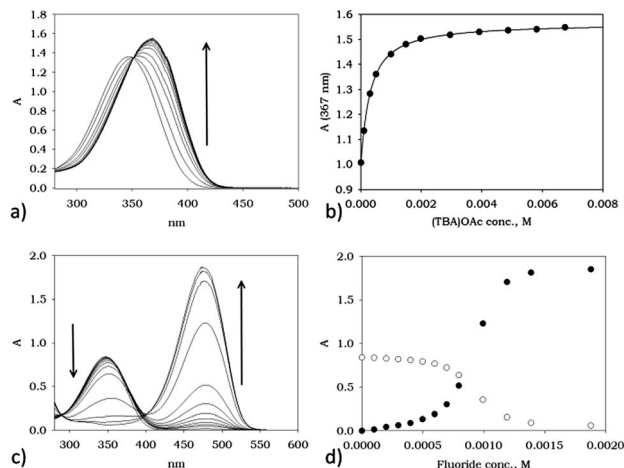 1.8
1.6
1.4
1.2
1.0
0.8
0.6
0.4
0.2
0.0
A
300 350 400 450 500
nm
a)
1.6
1.5
1.4
1.3
1.2
1.1
1.0
0.9
A (367 nm)
0.000 0.002 0.004 0.006 0.008
(TBA)OAc conc., M
b)
2.0
1.5
1.0
0.5
0.0
A
300 350 400 450 500 550 600
nm
c)
2.0
1.5
1.0
0.5
0.0
A
0.0000 0.0005 0.0010 0.0015 0.0020
Fluoride conc., M
d)